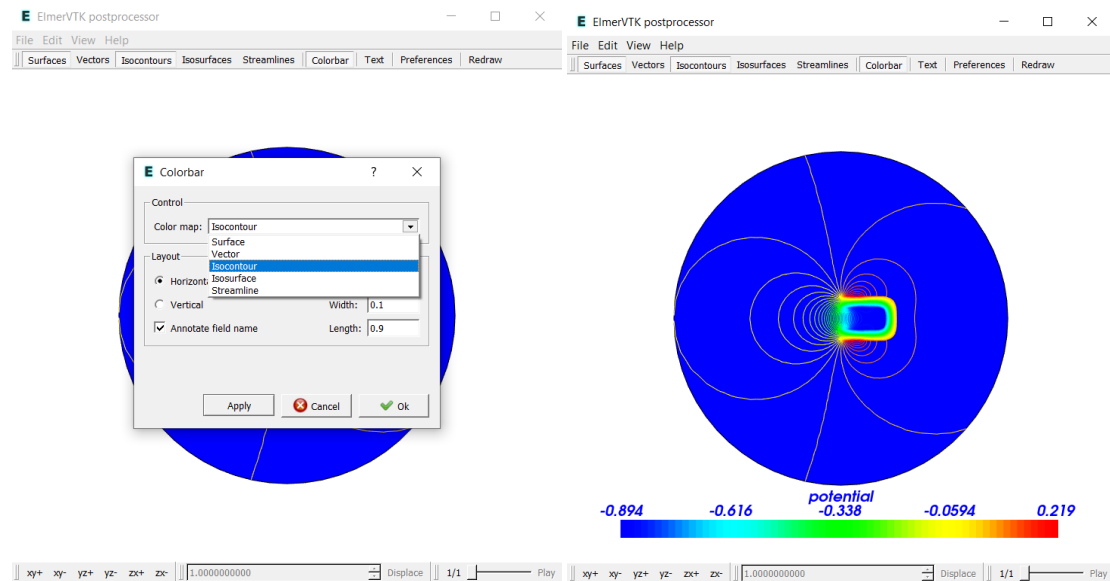 ElmerVTK postprocessor
File Edit View Help
Surfaces Vectors Isocontours Isosurfaces Streamlines Colorbar Text Preferences Redraw
Colorbar ?
Control
Color map: Isocontour
Surface
Vector
Isocontour
Isosurface
Streamline
Layout
Horizonta
Vertical Width: 0.1
Annotate field name Length: 0.9
Apply Cancel Ok
xy+ xy- yz+ yz- zx+ zx- 1.0000000000 Displace 1/1 Play
ElmerVTK postprocessor
File Edit View Help
Surfaces Vectors Isocontours Isosurfaces Streamlines Colorbar Text Preferences Redraw
potential
-0.894 -0.616 -0.338 -0.0594 0.219
xy+ xy- yz+ yz- zx+ zx- 1.0000000000 Displace 1/1 Play